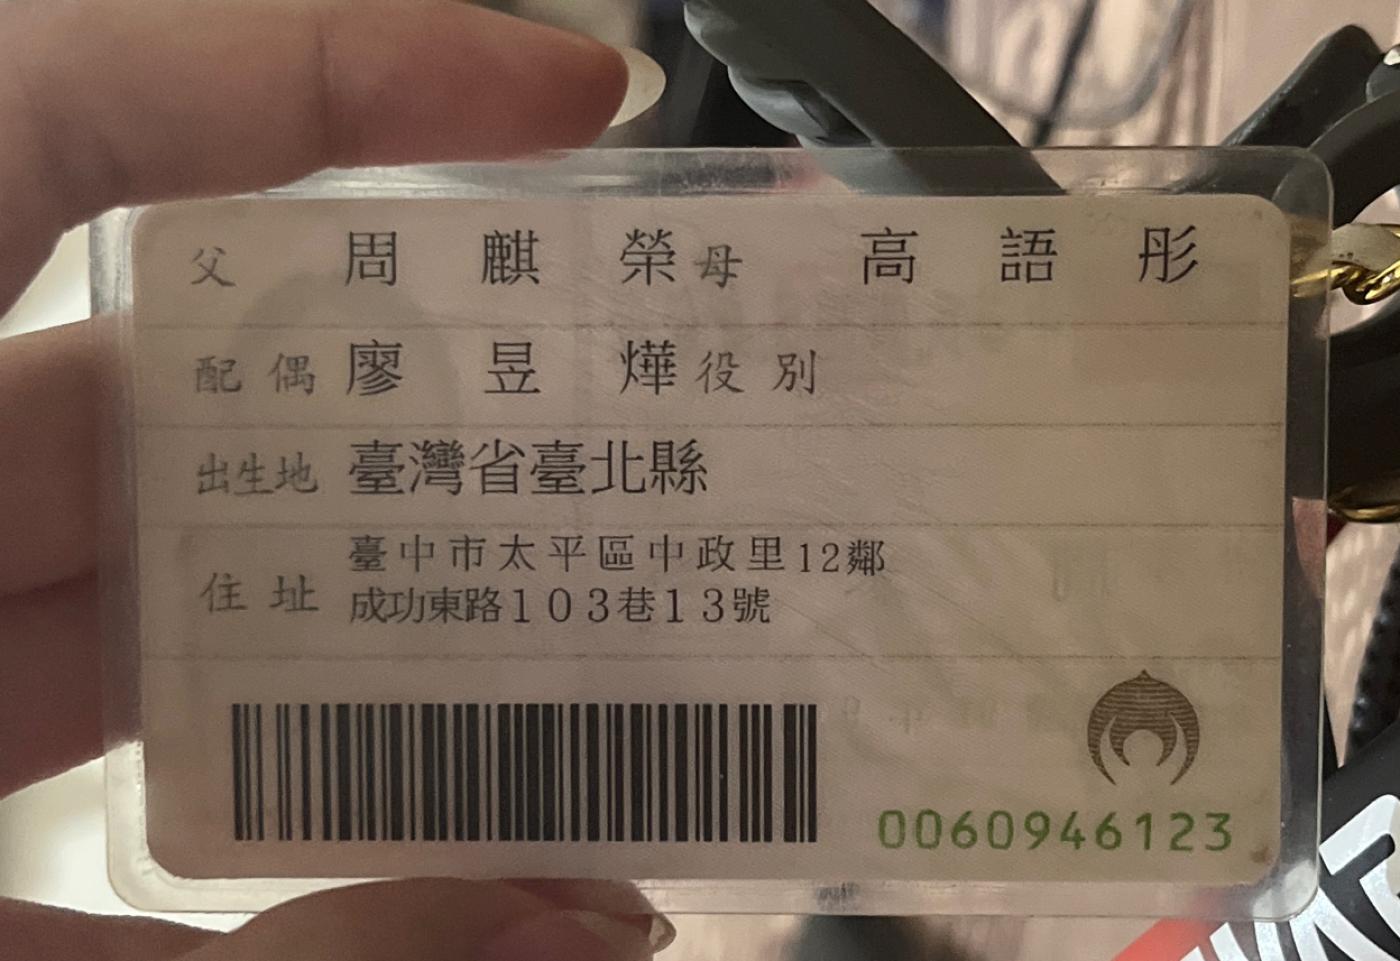 父 周麒榮 母 高語彤
配偶 廖昱燁 役別
出生地 臺灣省臺北縣
住址 臺中市太平區中政里12鄰
成功東路103巷13號
0060946123